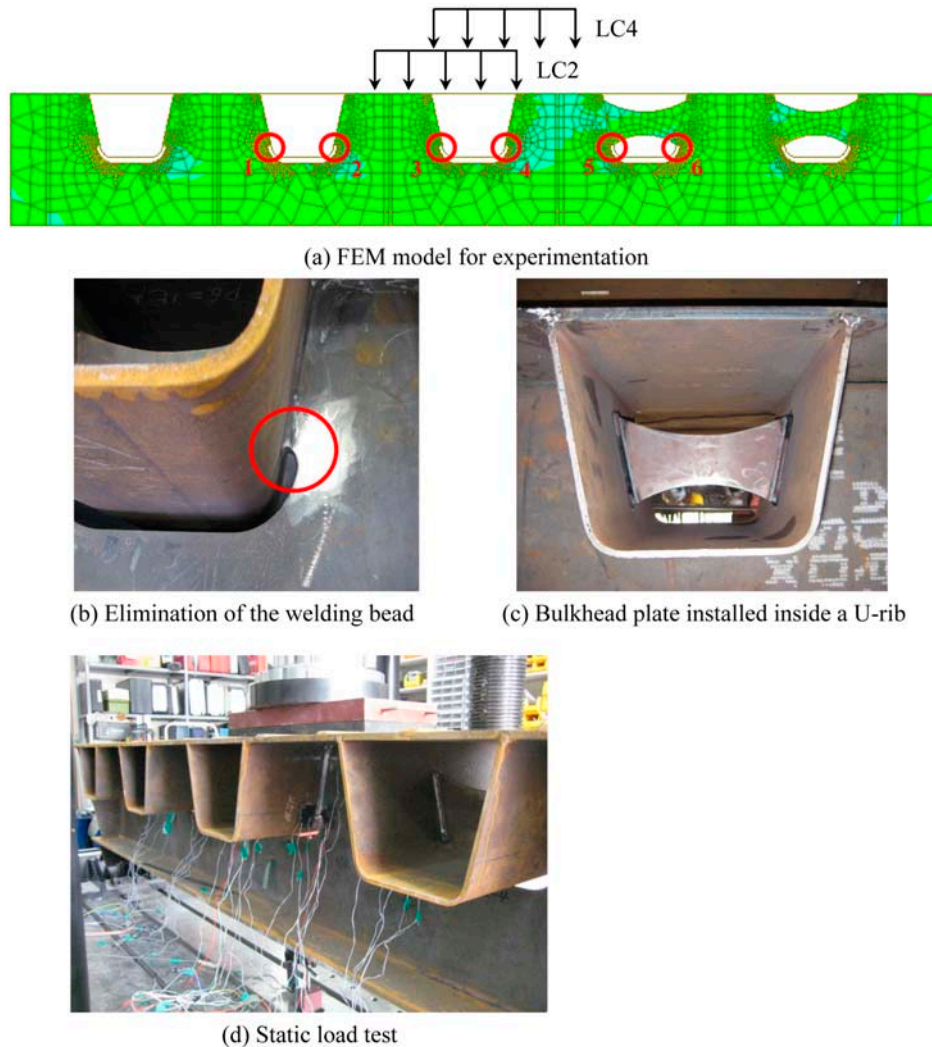 LC4
LC2
1
2
3
4
5
6
(a) FEM model for experimentation
(b) Elimination of the welding bead
(c) Bulkhead plate installed inside a U-rib
(d) Static load test